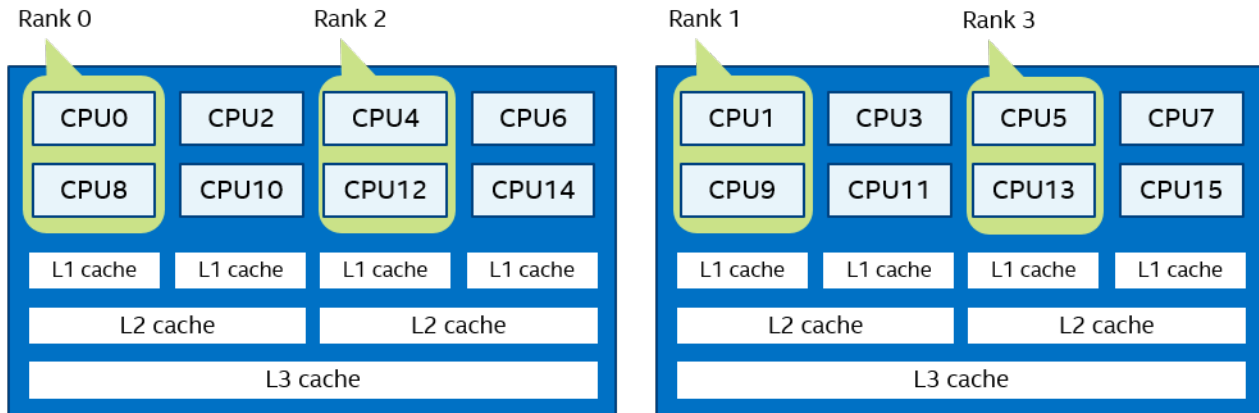 Rank 0 Rank 2 Rank 1 Rank 3
CPU0 CPU2 CPU4 CPU6 CPU1 CPU3 CPU5 CPU7
CPU8 CPU10 CPU12 CPU14 CPU9 CPU11 CPU13 CPU15
L1 cache L1 cache L1 cache L1 cache L1 cache L1 cache L1 cache L1 cache
L2 cache L2 cache L2 cache L2 cache
L3 cache L3 cache